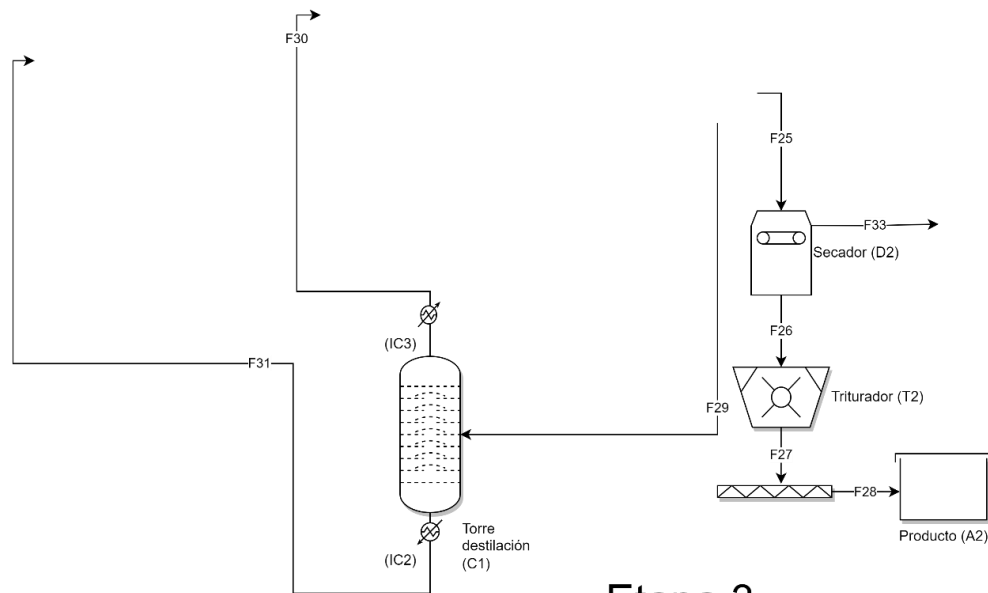 F30
F25
F33
Secador (D2)
F26
(IC3)
F31
Triturador (T2)
F29
F27
F28
Torre
destilación
(C1)
(IC2)
Producto (A2)